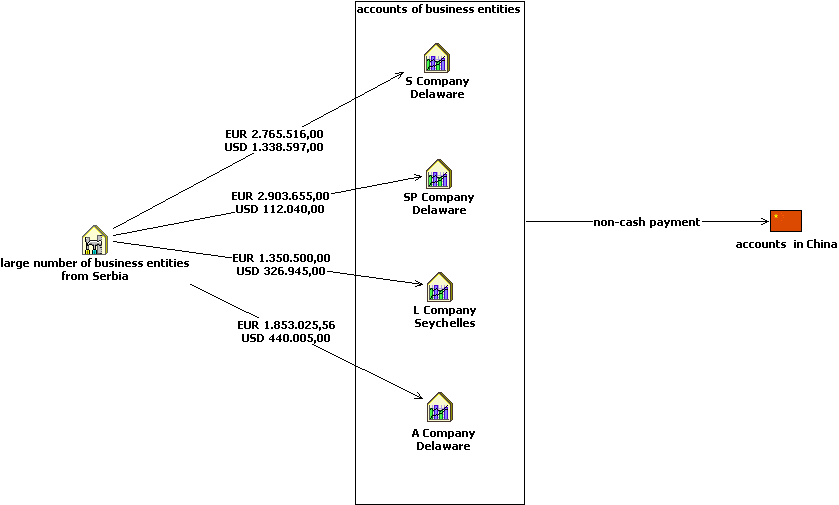 accounts of business entities
S Company
Delaware
EUR 2.765.516,00
USD 1.338.597,00
EUR 2.903.655,00
USD 112.040,00
SP Company
Delaware
non-cash payment
accounts in China
large number of business entities
from Serbia
EUR 1.350.500,00
USD 326.945,00
L Company
Seychelles
EUR 1.853.025,56
USD 440.005,00
A Company
Delaware